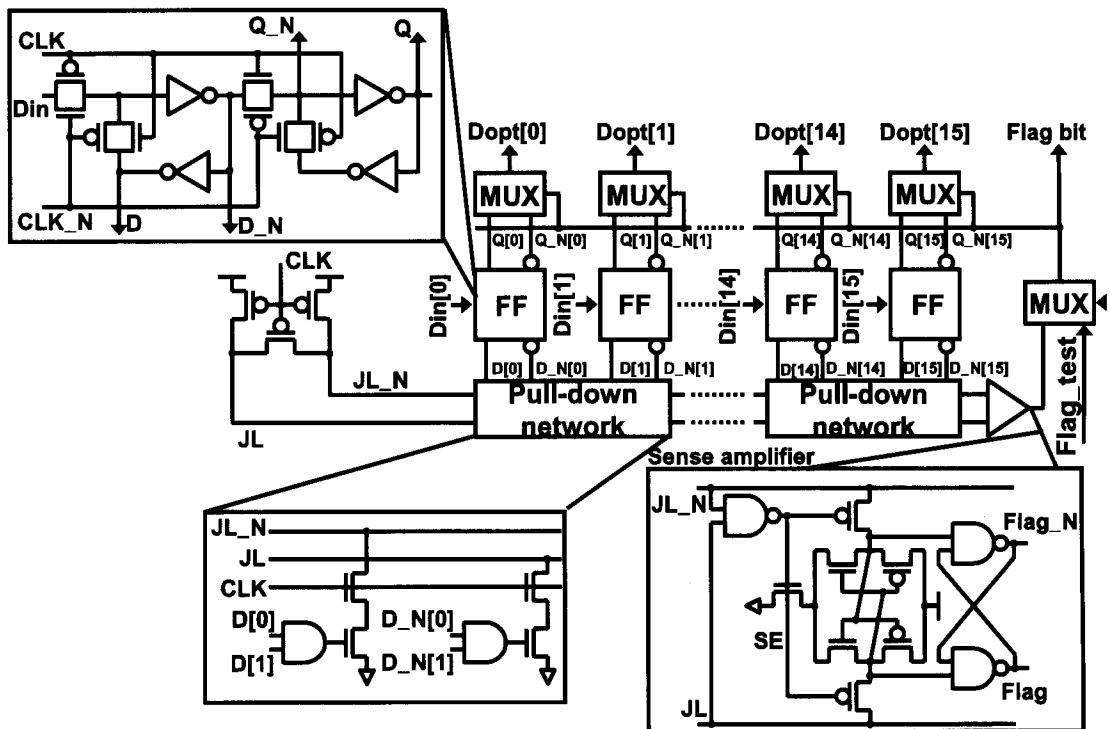 Q_N
Q
CLK
Din
CLK_N
D
D_N
Dopt[0]
Dopt[1]
Dopt[14]
Dopt[15]
Flag bit
MUX
MUX
MUX
MUX
Q[0]
Q_N[0]
Q[1]
Q_N[1]
Q[14]
Q_N[14]
Q[15]
Q_N[15]
CLK
Din[0]
FF
Din[1]
FF
Din[14]
FF
Din[15]
FF
MUX
D[0]
D_N[0]
D[1]
D_N[1]
D[14]
D_N[14]
D[15]
D_N[15]
JL_N
JL
Pull-down
network
Pull-down
network
Flag_test
Sense amplifier
JL_N
JL
CLK
D[0]
D[1]
D_N[0]
D_N[1]
JL_N
Flag_N
SE
Flag
JL